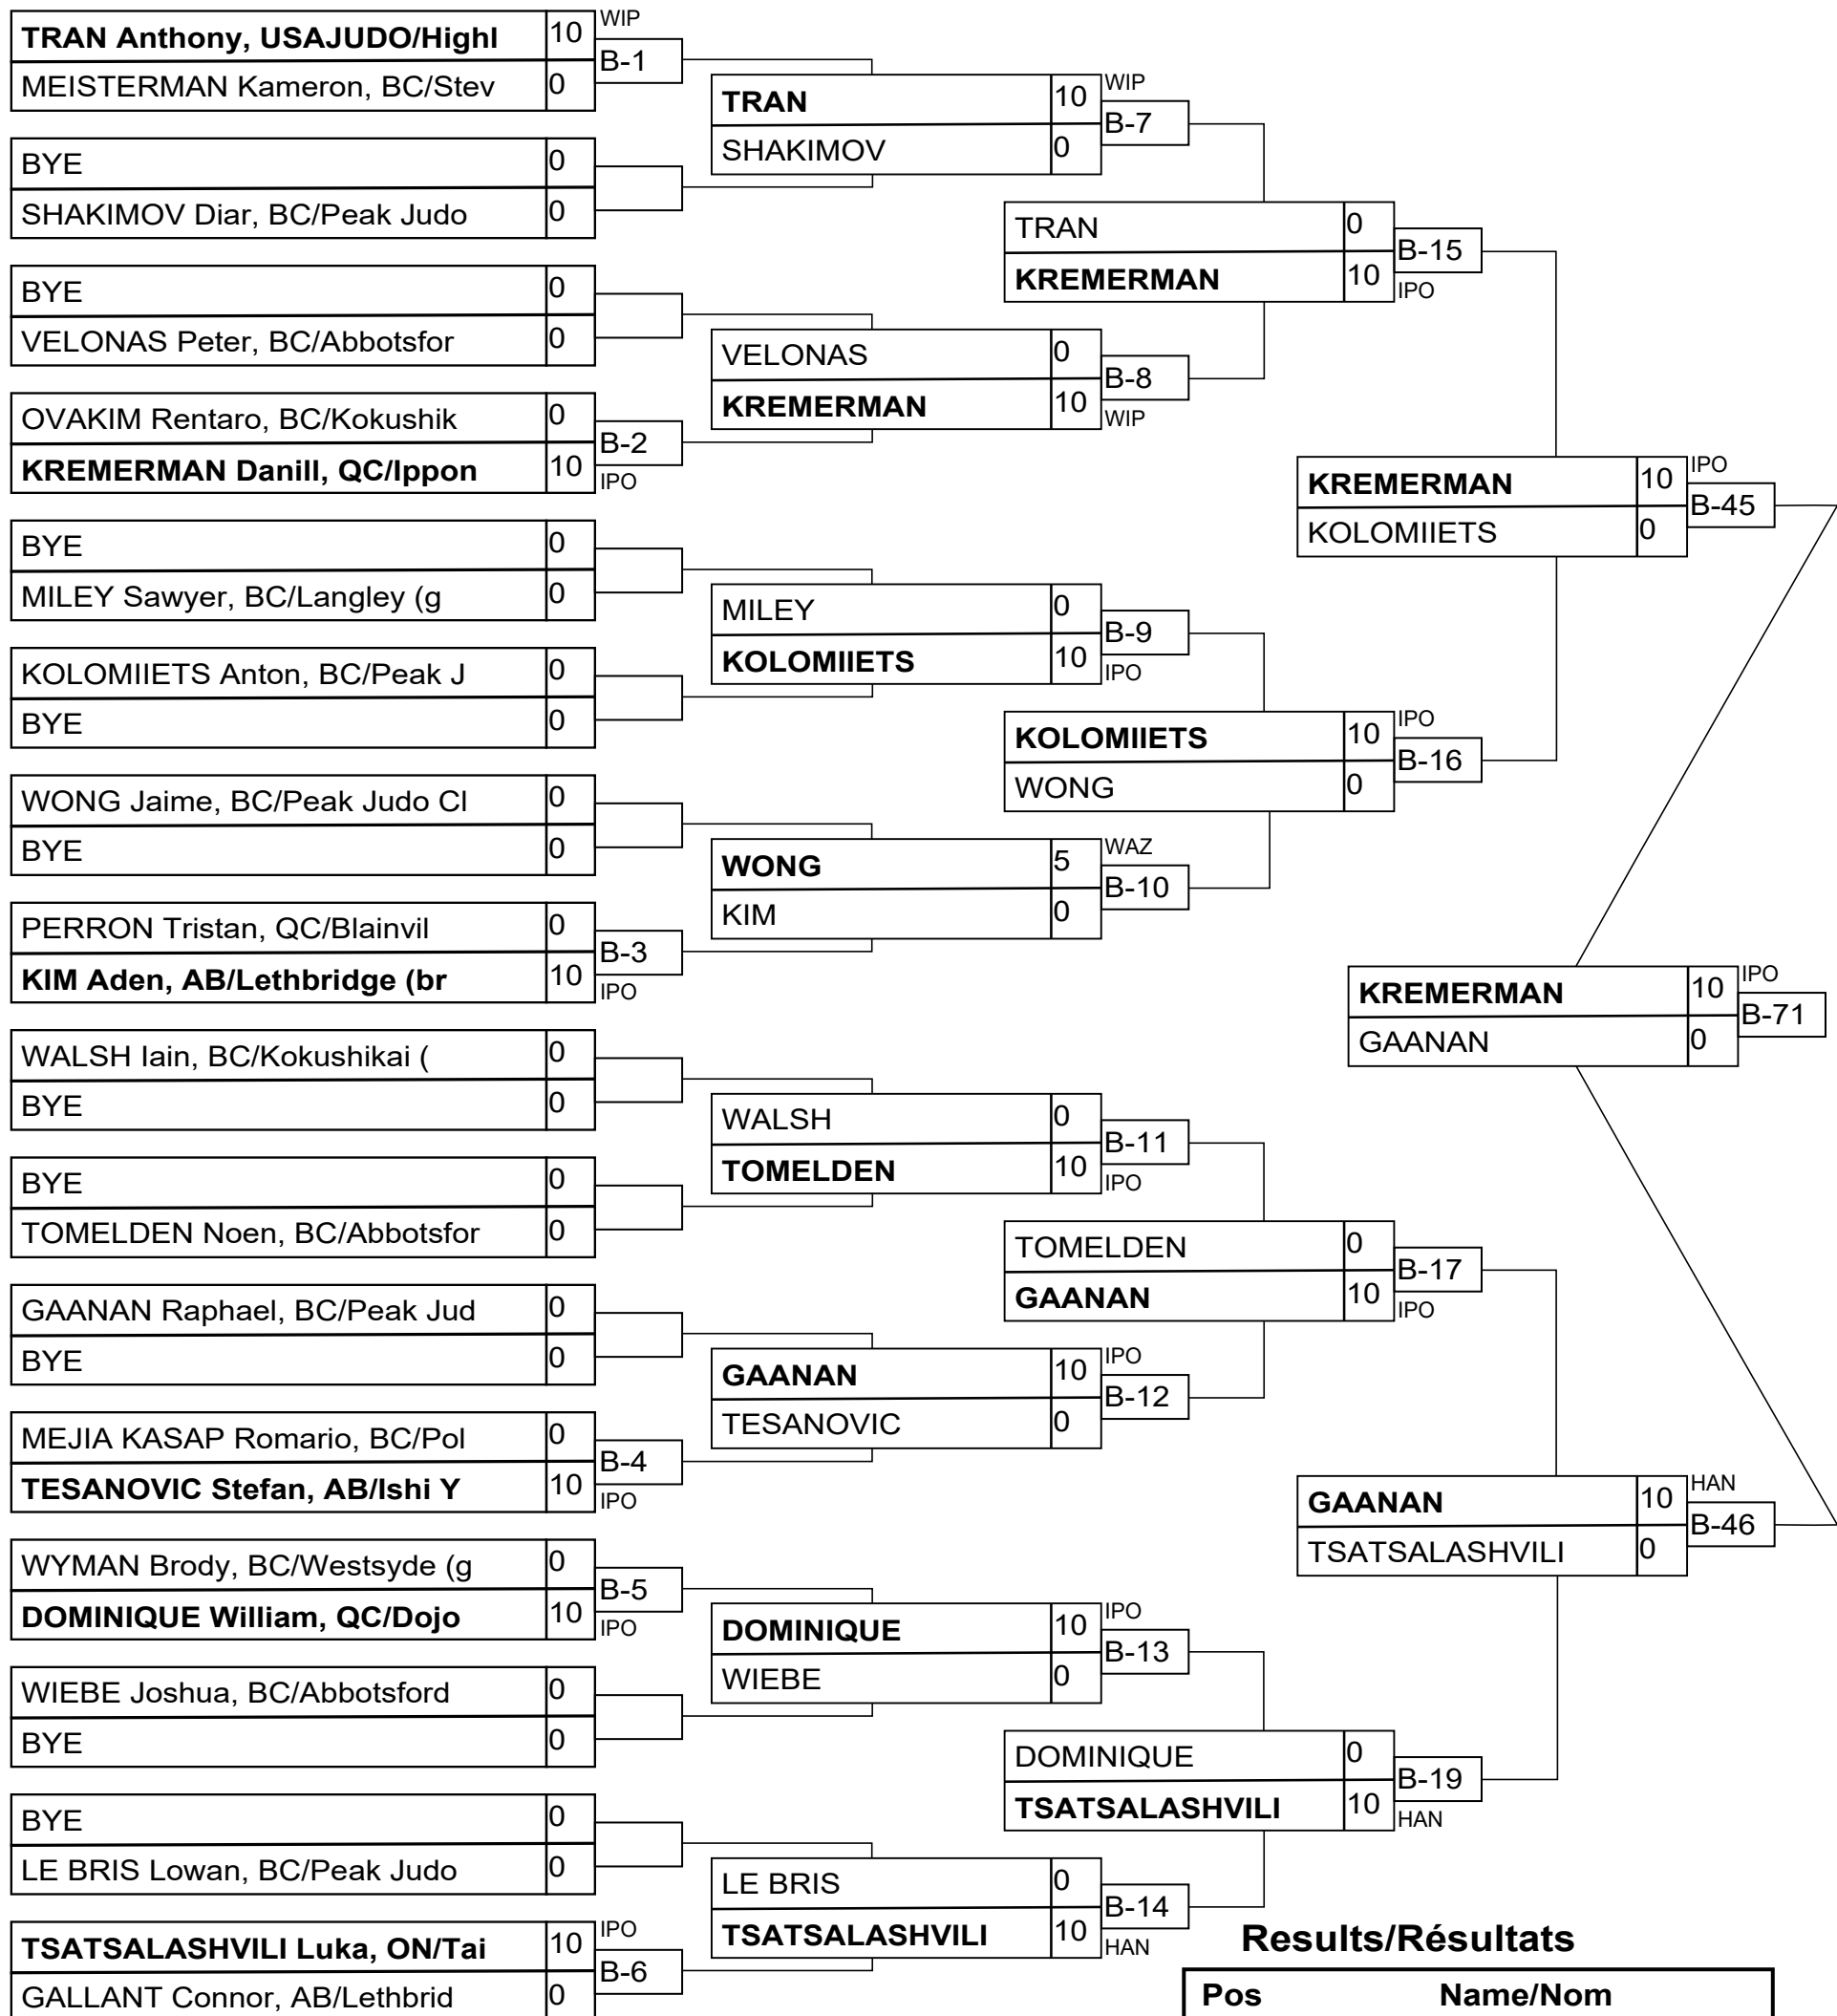 TRAN Anthony, USAJUDO/Highl 10 WIP
B-1
MEISTERMAN Kameron, BC/Stev 0
BYE 0
SHAKIMOV Diar, BC/Peak Judo 0
BYE 0
VELONAS Peter, BC/Abbotsfor 0
OVAKIM Rentaro, BC/Kokushik 0
B-2
KREMERMAN Danill, QC/Ippon 10 IPO
BYE 0
MILEY Sawyer, BC/Langley (g 0
KOLOMIIETS Anton, BC/Peak J 0
BYE 0
WONG Jaime, BC/Peak Judo Cl 0
BYE 0
PERRON Tristan, QC/Blainvil 0
B-3
KIM Aden, AB/Lethbridge (br 10 IPO
WALSH Iain, BC/Kokushikai ( 0
BYE 0
BYE 0
TOMELDEN Noen, BC/Abbotsfor 0
GAANAN Raphael, BC/Peak Jud 0
BYE 0
MEJIA KASAP Romario, BC/Pol 0
B-4
TESANOVIC Stefan, AB/Ishi Y 10 IPO
WYMAN Brody, BC/Westsyde (g 0
B-5
DOMINIQUE William, QC/Dojo 10 IPO
WIEBE Joshua, BC/Abbotsford 0
BYE 0
BYE 0
LE BRIS Lowan, BC/Peak Judo 0
TSATSALASHVILI Luka, ON/Tai 10 IPO
B-6
GALLANT Connor, AB/Lethbrid 0
TRAN 10 WIP
B-7
SHAKIMOV 0
VELONAS 0
B-8
KREMERMAN 10 WIP
MILEY 0
B-9
KOLOMIIETS 10 IPO
WONG 5 WAZ
B-10
KIM 0
WALSH 0
B-11
TOMELDEN 10 IPO
GAANAN 10 IPO
B-12
TESANOVIC 0
DOMINIQUE 10 IPO
B-13
WIEBE 0
LE BRIS 0
B-14
TSATSALASHVILI 10 HAN
TRAN 0
B-15
KREMERMAN 10 IPO
KOLOMIIETS 10 IPO
B-16
WONG 0
TOMELDEN 0
B-17
GAANAN 10 IPO
DOMINIQUE 0
B-19
TSATSALASHVILI 10 HAN
KREMERMAN 10 IPO
B-45
KOLOMIIETS 0
GAANAN 10 HAN
B-46
TSATSALASHVILI 0
KREMERMAN 10 IPO
B-71
GAANAN 0
Results/Résultats
Pos Name/Nom